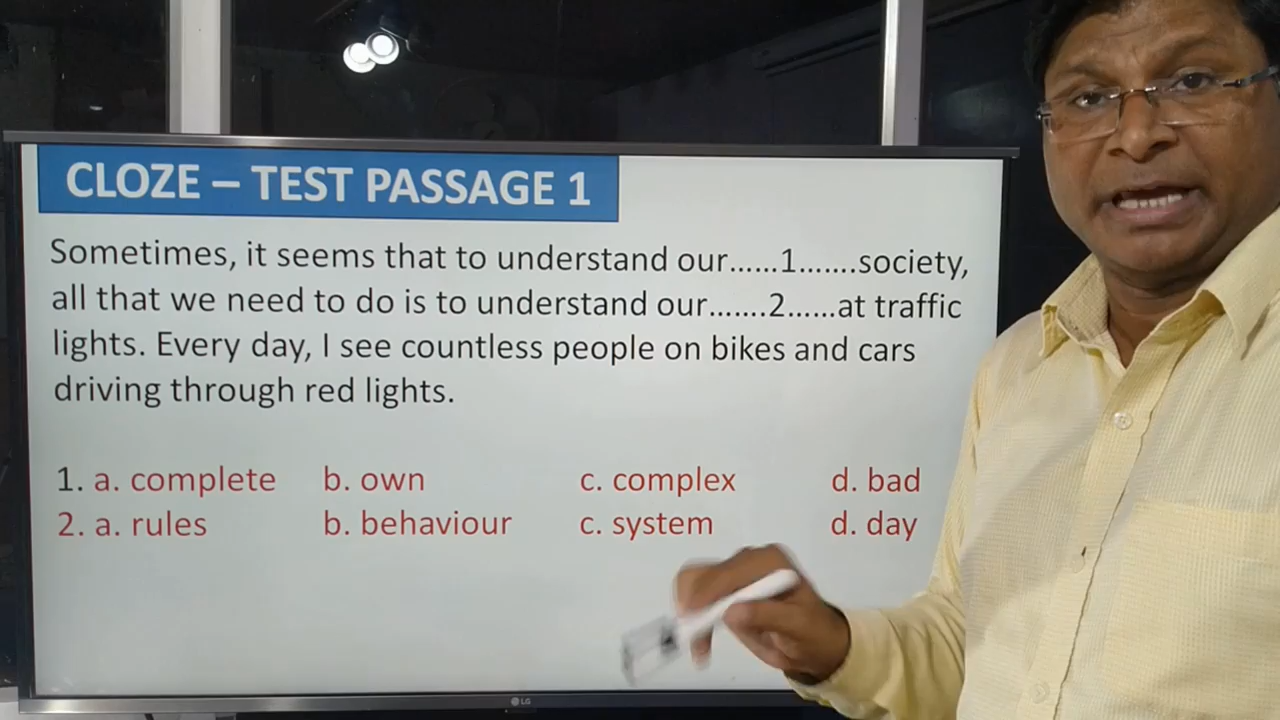 CLOZE – TEST PASSAGE 1
Sometimes, it seems that to understand our......1.......society,
all that we need to do is to understand our.......2......at traffic
lights. Every day, I see countless people on bikes and cars
driving through red lights.
1. a. complete b. own c. complex d. bad
2. a. rules b. behaviour c. system d. day
LG